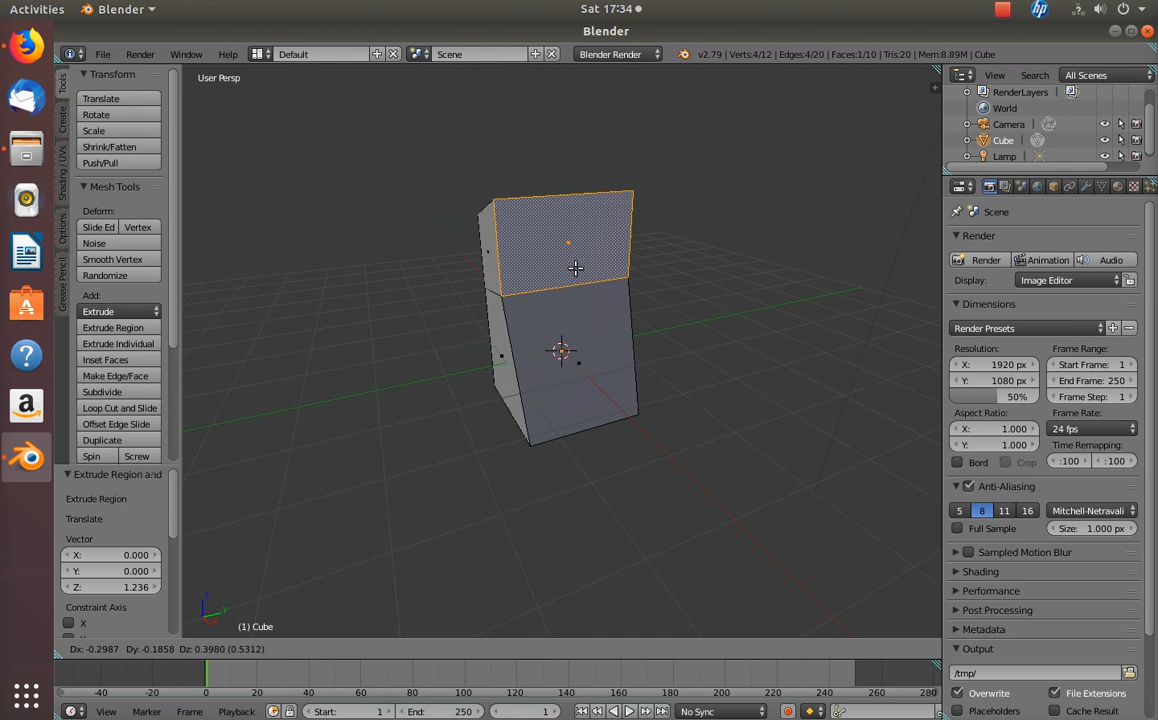 Activities Blender Sat 17:34
Blender
File Render Window Help Default Scene Blender Render v2.79 | Verts:4/12 | Edges:4/20 | Faces:1/10 | Tris:20 | Mem:8.89M | Cube
Tools
Create
Shading / UVs
Options
Grease Pencil
Transform
Translate
Rotate
Scale
Shrink/Fatten
Push/Pull
Mesh Tools
Deform:
Slide Ed Vertex
Noise
Smooth Vertex
Randomize
Add:
Extrude
Extrude Region
Extrude Individual
Inset Faces
Make Edge/Face
Subdivide
Loop Cut and Slide
Offset Edge Slide
Duplicate
Spin Screw
Extrude Region and
Extrude Region
Translate
Vector
X: 0.000
Y: 0.000
Z: 1.236
Constraint Axis
X
User Persp
(1) Cube
Dx: -0.2987 Dy: -0.1858 Dz: 0.3980 (0.5312)
-40 -20 0 20 40 60 80 100 120 140 160 180 200 220 240 260 280
View Marker Frame Playback Start: 1 End: 250 1 No Sync
View Search All Scenes
RenderLayers
World
Camera
Cube
Lamp
Scene
Render
Render Animation Audio
Display: Image Editor
Dimensions
Render Presets
Resolution: Frame Range:
X: 1920 px Start Frame: 1
Y: 1080 px End Frame: 250
50% Frame Step: 1
Aspect Ratio: Frame Rate:
X: 1.000 24 fps
Y: 1.000 Time Remapping:
Bord Crop :100 :100
Anti-Aliasing
5 8 11 16 Mitchell-Netravali
Full Sample Size: 1.000 px
Sampled Motion Blur
Shading
Performance
Post Processing
Metadata
Output
/tmp/
Overwrite File Extensions
Placeholders Cache Result